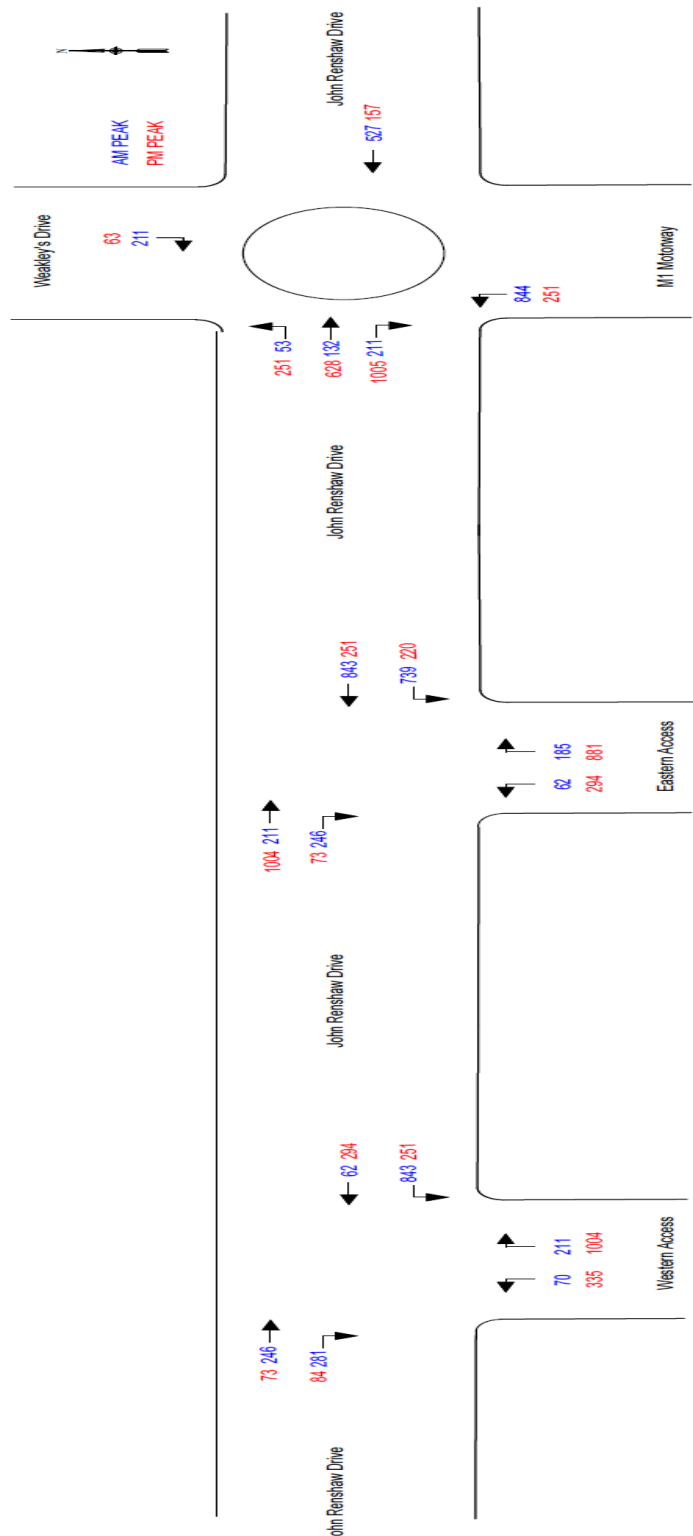 Weakley's Drive
N
63
211
AM PEAK
PM PEAK
251 53
73 246
1004 211
628 132
84 281
73 246
1005 211
ohn Renshaw Drive
John Renshaw Drive
John Renshaw Drive
John Renshaw Drive
62 294
843 251
527 157
843 251
739 220
70 211
335 1004
62 185
294 881
844
251
Western Access
Eastern Access
M1 Motorway